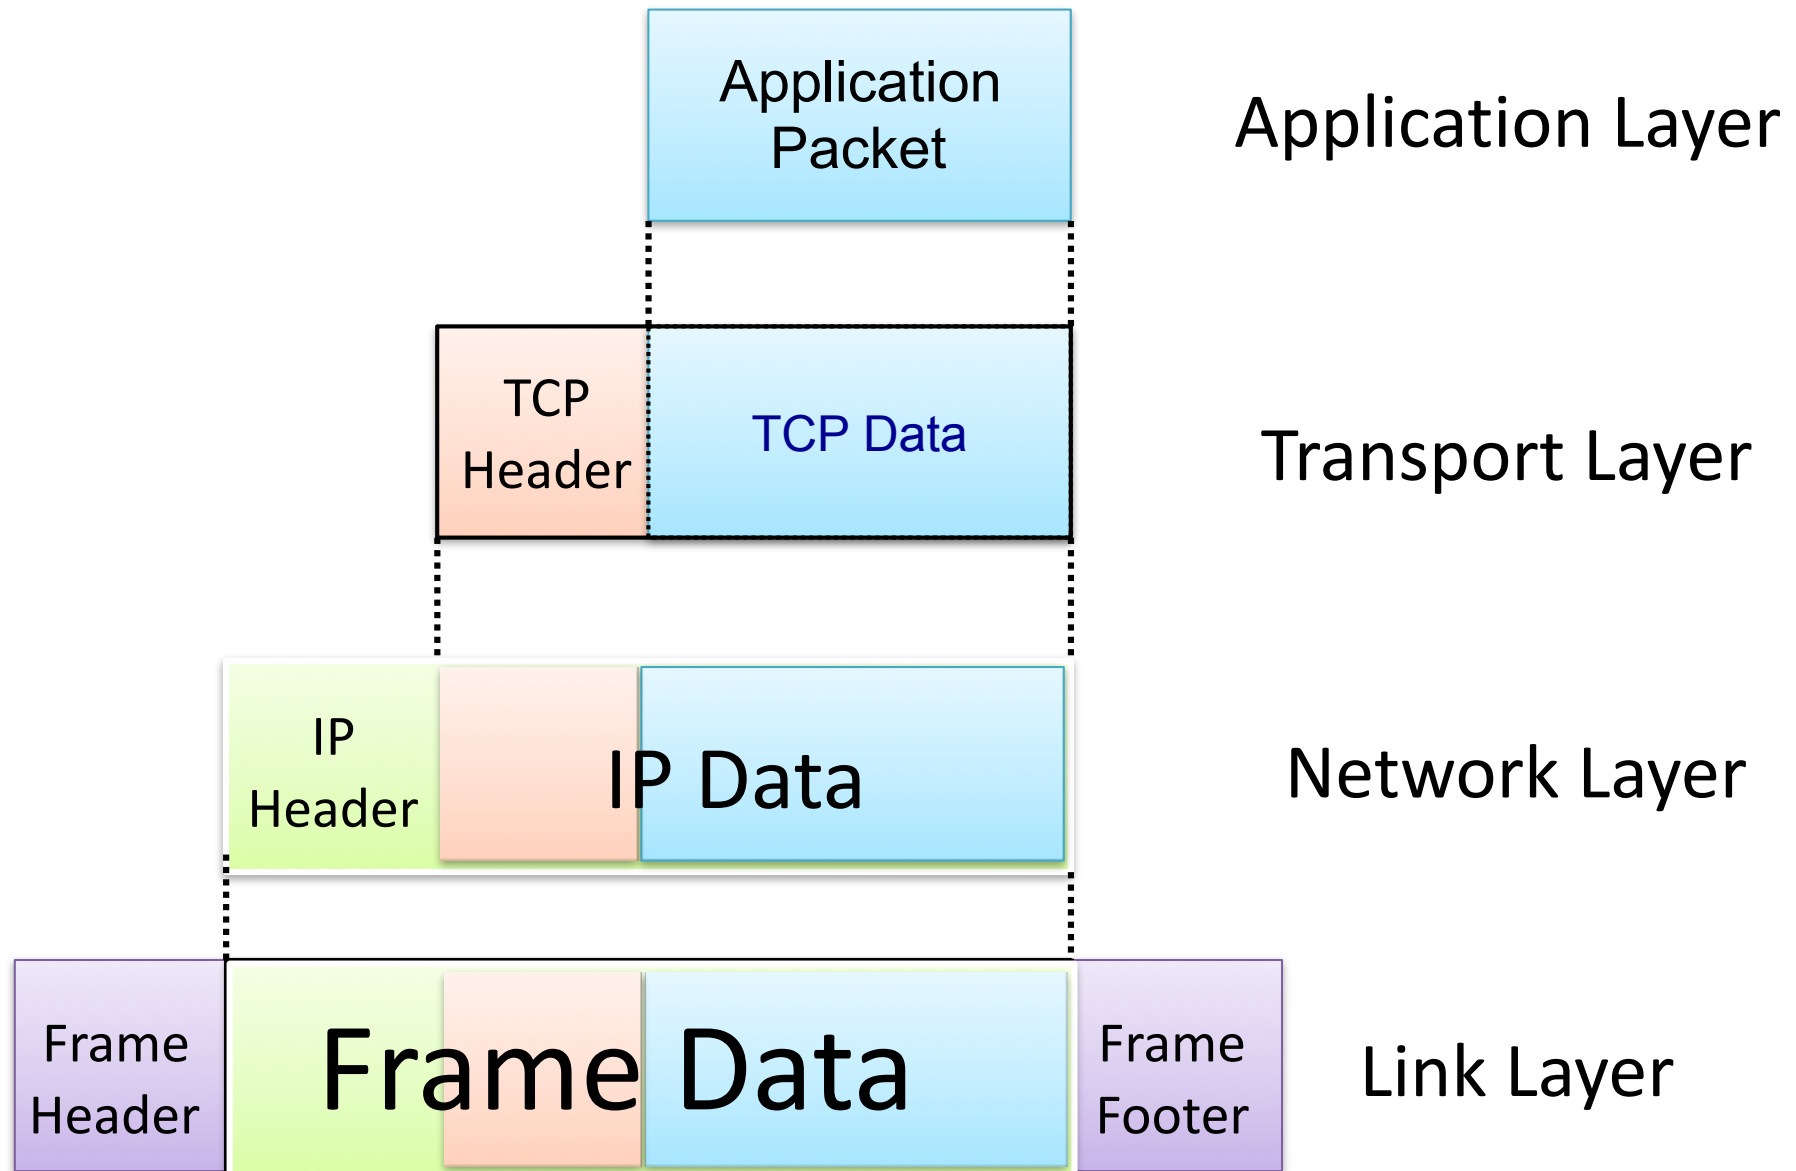 Application
Packet
Application Layer
TCP
Header
TCP Data
Transport Layer
IP
Header
IP Data
Network Layer
Frame
Header
Frame Data
Frame
Footer
Link Layer